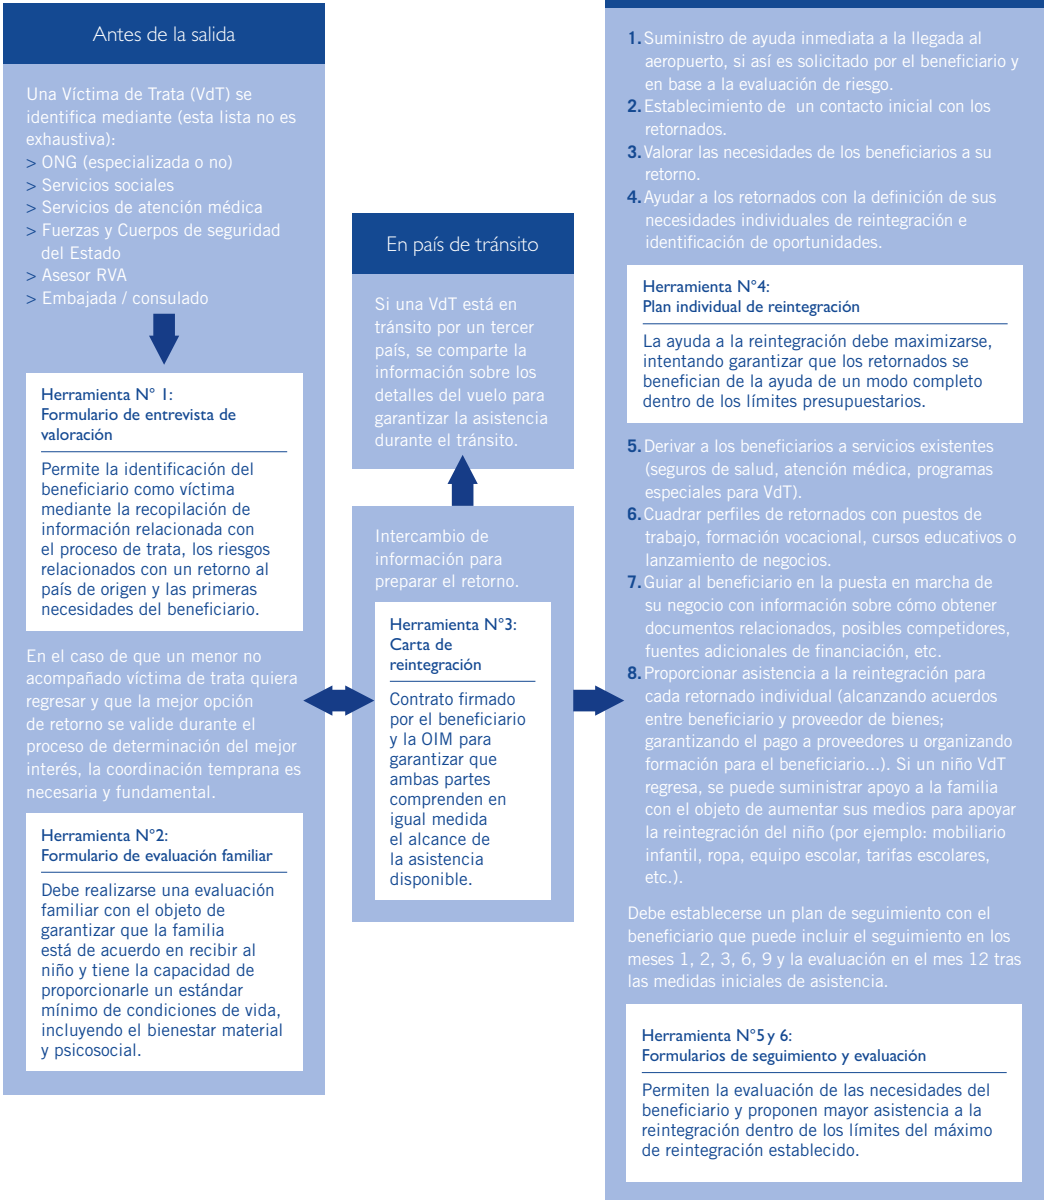 Antes de la salida
Una Víctima de Trata (VdT) se
identifica mediante (esta lista no es
exhaustiva):
> ONG (especializada o no)
> Servicios sociales
> Servicios de atención médica
> Fuerzas y Cuerpos de seguridad
del Estado
> Asesor RVA
> Embajada / consulado
Herramienta N° 1:
Formulario de entrevista de
valoración
Permite la identificación del
beneficiario como víctima
mediante la recopilación de
información relacionada con
el proceso de trata, los riesgos
relacionados con un retorno al
país de origen y las primeras
necesidades del beneficiario.
En el caso de que un menor no
acompañado víctima de trata quiera
regresar y que la mejor opción
de retorno se valide durante el
proceso de determinación del mejor
interés, la coordinación temprana es
necesaria y fundamental.
Herramienta N°2:
Formulario de evaluación familiar
Debe realizarse una evaluación
familiar con el objeto de
garantizar que la familia
está de acuerdo en recibir al
niño y tiene la capacidad de
proporcionarle un estándar
mínimo de condiciones de vida,
incluyendo el bienestar material
y psicosocial.
En país de tránsito
Si una VdT está en
tránsito por un tercer
país, se comparte la
información sobre los
detalles del vuelo para
garantizar la asistencia
durante el tránsito.
Intercambio de
información para
preparar el retorno.
Herramienta N°3:
Carta de
reintegración
Contrato firmado
por el beneficiario
y la OIM para
garantizar que
ambas partes
comprenden en
igual medida
el alcance de
la asistencia
disponible.
1. Suministro de ayuda inmediata a la llegada al
aeropuerto, si así es solicitado por el beneficiario y
en base a la evaluación de riesgo.
2. Establecimiento de un contacto inicial con los
retornados.
3. Valorar las necesidades de los beneficiarios a su
retorno.
4. Ayudar a los retornados con la definición de sus
necesidades individuales de reintegración e
identificación de oportunidades.
Herramienta N°4:
Plan individual de reintegración
La ayuda a la reintegración debe maximizarse,
intentando garantizar que los retornados se
benefician de la ayuda de un modo completo
dentro de los límites presupuestarios.
5. Derivar a los beneficiarios a servicios existentes
(seguros de salud, atención médica, programas
especiales para VdT).
6. Cuadrar perfiles de retornados con puestos de
trabajo, formación vocacional, cursos educativos o
lanzamiento de negocios.
7. Guiar al beneficiario en la puesta en marcha de
su negocio con información sobre cómo obtener
documentos relacionados, posibles competidores,
fuentes adicionales de financiación, etc.
8. Proporcionar asistencia a la reintegración para
cada retornado individual (alcanzando acuerdos
entre beneficiario y proveedor de bienes;
garantizando el pago a proveedores u organizando
formación para el beneficiario...). Si un niño VdT
regresa, se puede suministrar apoyo a la familia
con el objeto de aumentar sus medios para apoyar
la reintegración del niño (por ejemplo: mobiliario
infantil, ropa, equipo escolar, tarifas escolares,
etc.).
Debe establecerse un plan de seguimiento con el
beneficiario que puede incluir el seguimiento en los
meses 1, 2, 3, 6, 9 y la evaluación en el mes 12 tras
las medidas iniciales de asistencia.
Herramienta N°5 y 6:
Formularios de seguimiento y evaluación
Permiten la evaluación de las necesidades del
beneficiario y proponen mayor asistencia a la
reintegración dentro de los límites del máximo
de reintegración establecido.